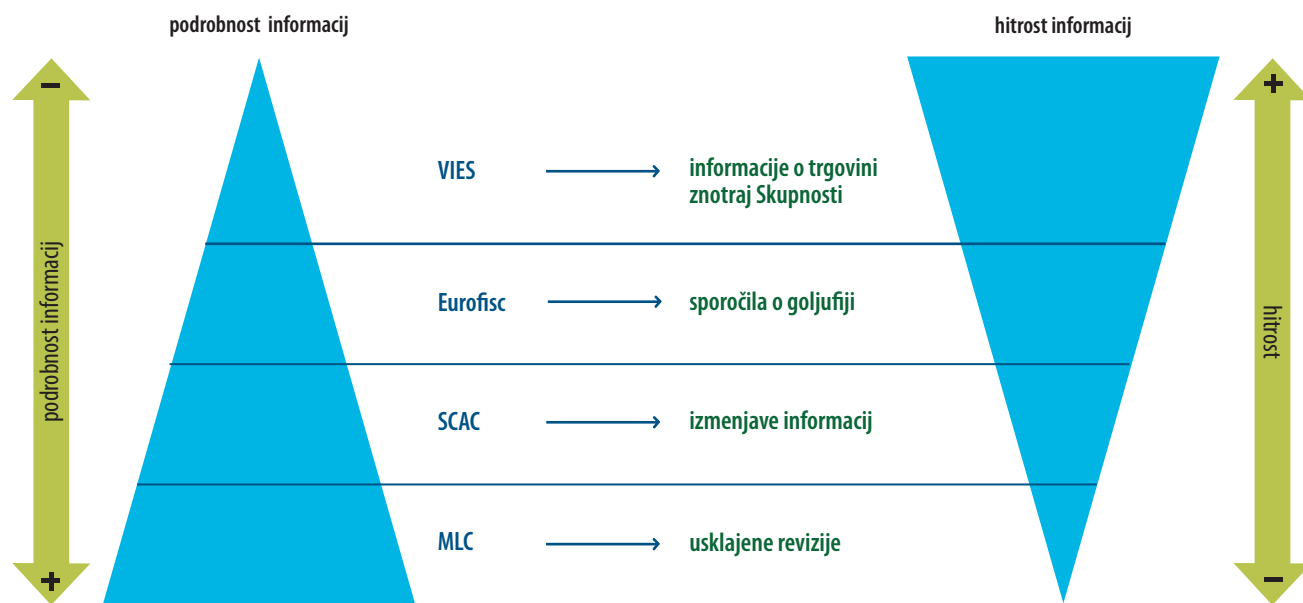 podrobnost informacij
hitrost informacij
–
+
podrobnost informacij
hitrost
VIES
informacije o trgovini
znotraj Skupnosti
Eurofisc
sporočila o goljufiji
SCAC
izmenjave informacij
MLC
usklajene revizije
+
–